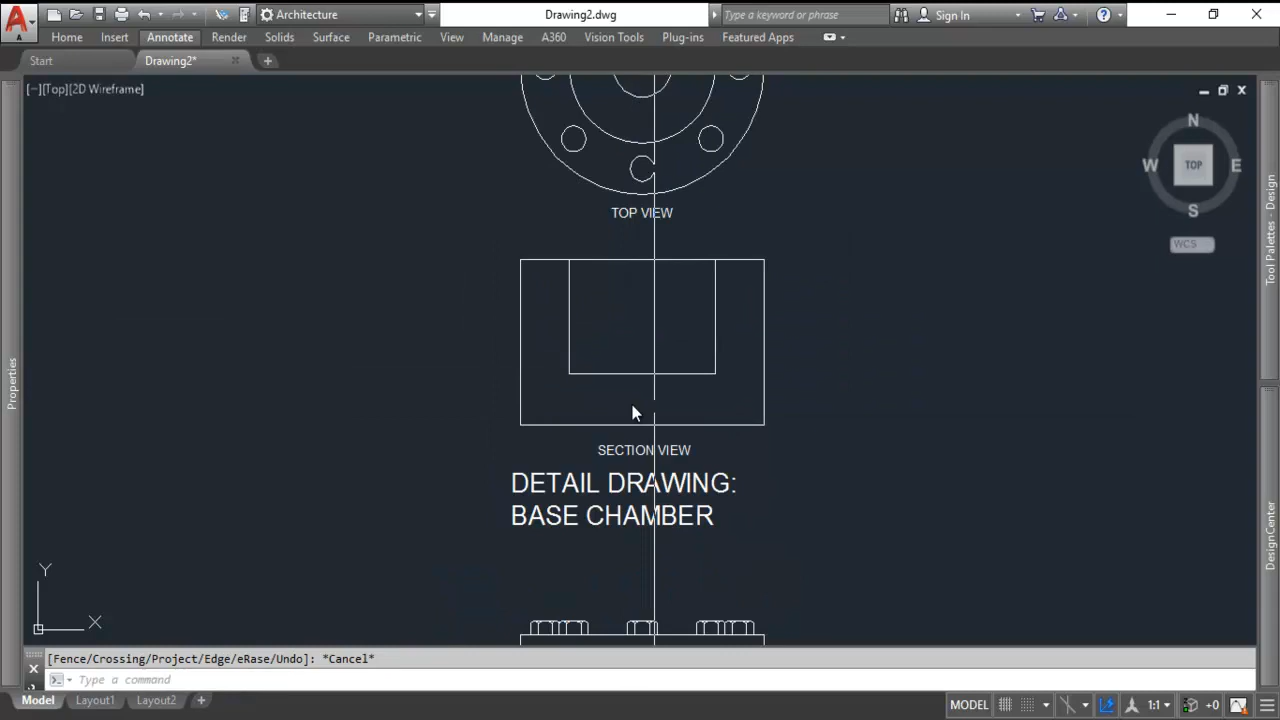 Architecture
Drawing2.dwg
Type a keyword or phrase
Sign In
A
Home Insert Annotate Render Solids Surface Parametric View Manage A360 Vision Tools Plug-ins Featured Apps
Start Drawing2*
[−][Top][2D Wireframe]
N
W TOP E
S
WCS
TOP VIEW
SECTION VIEW
DETAIL DRAWING:
BASE CHAMBER
Properties
Tool Palettes - Design
DesignCenter
Y
X
[Fence/Crossing/Project/Edge/eRase/Undo]: *Cancel*
Type a command
Model Layout1 Layout2 +
MODEL 1:1 +0